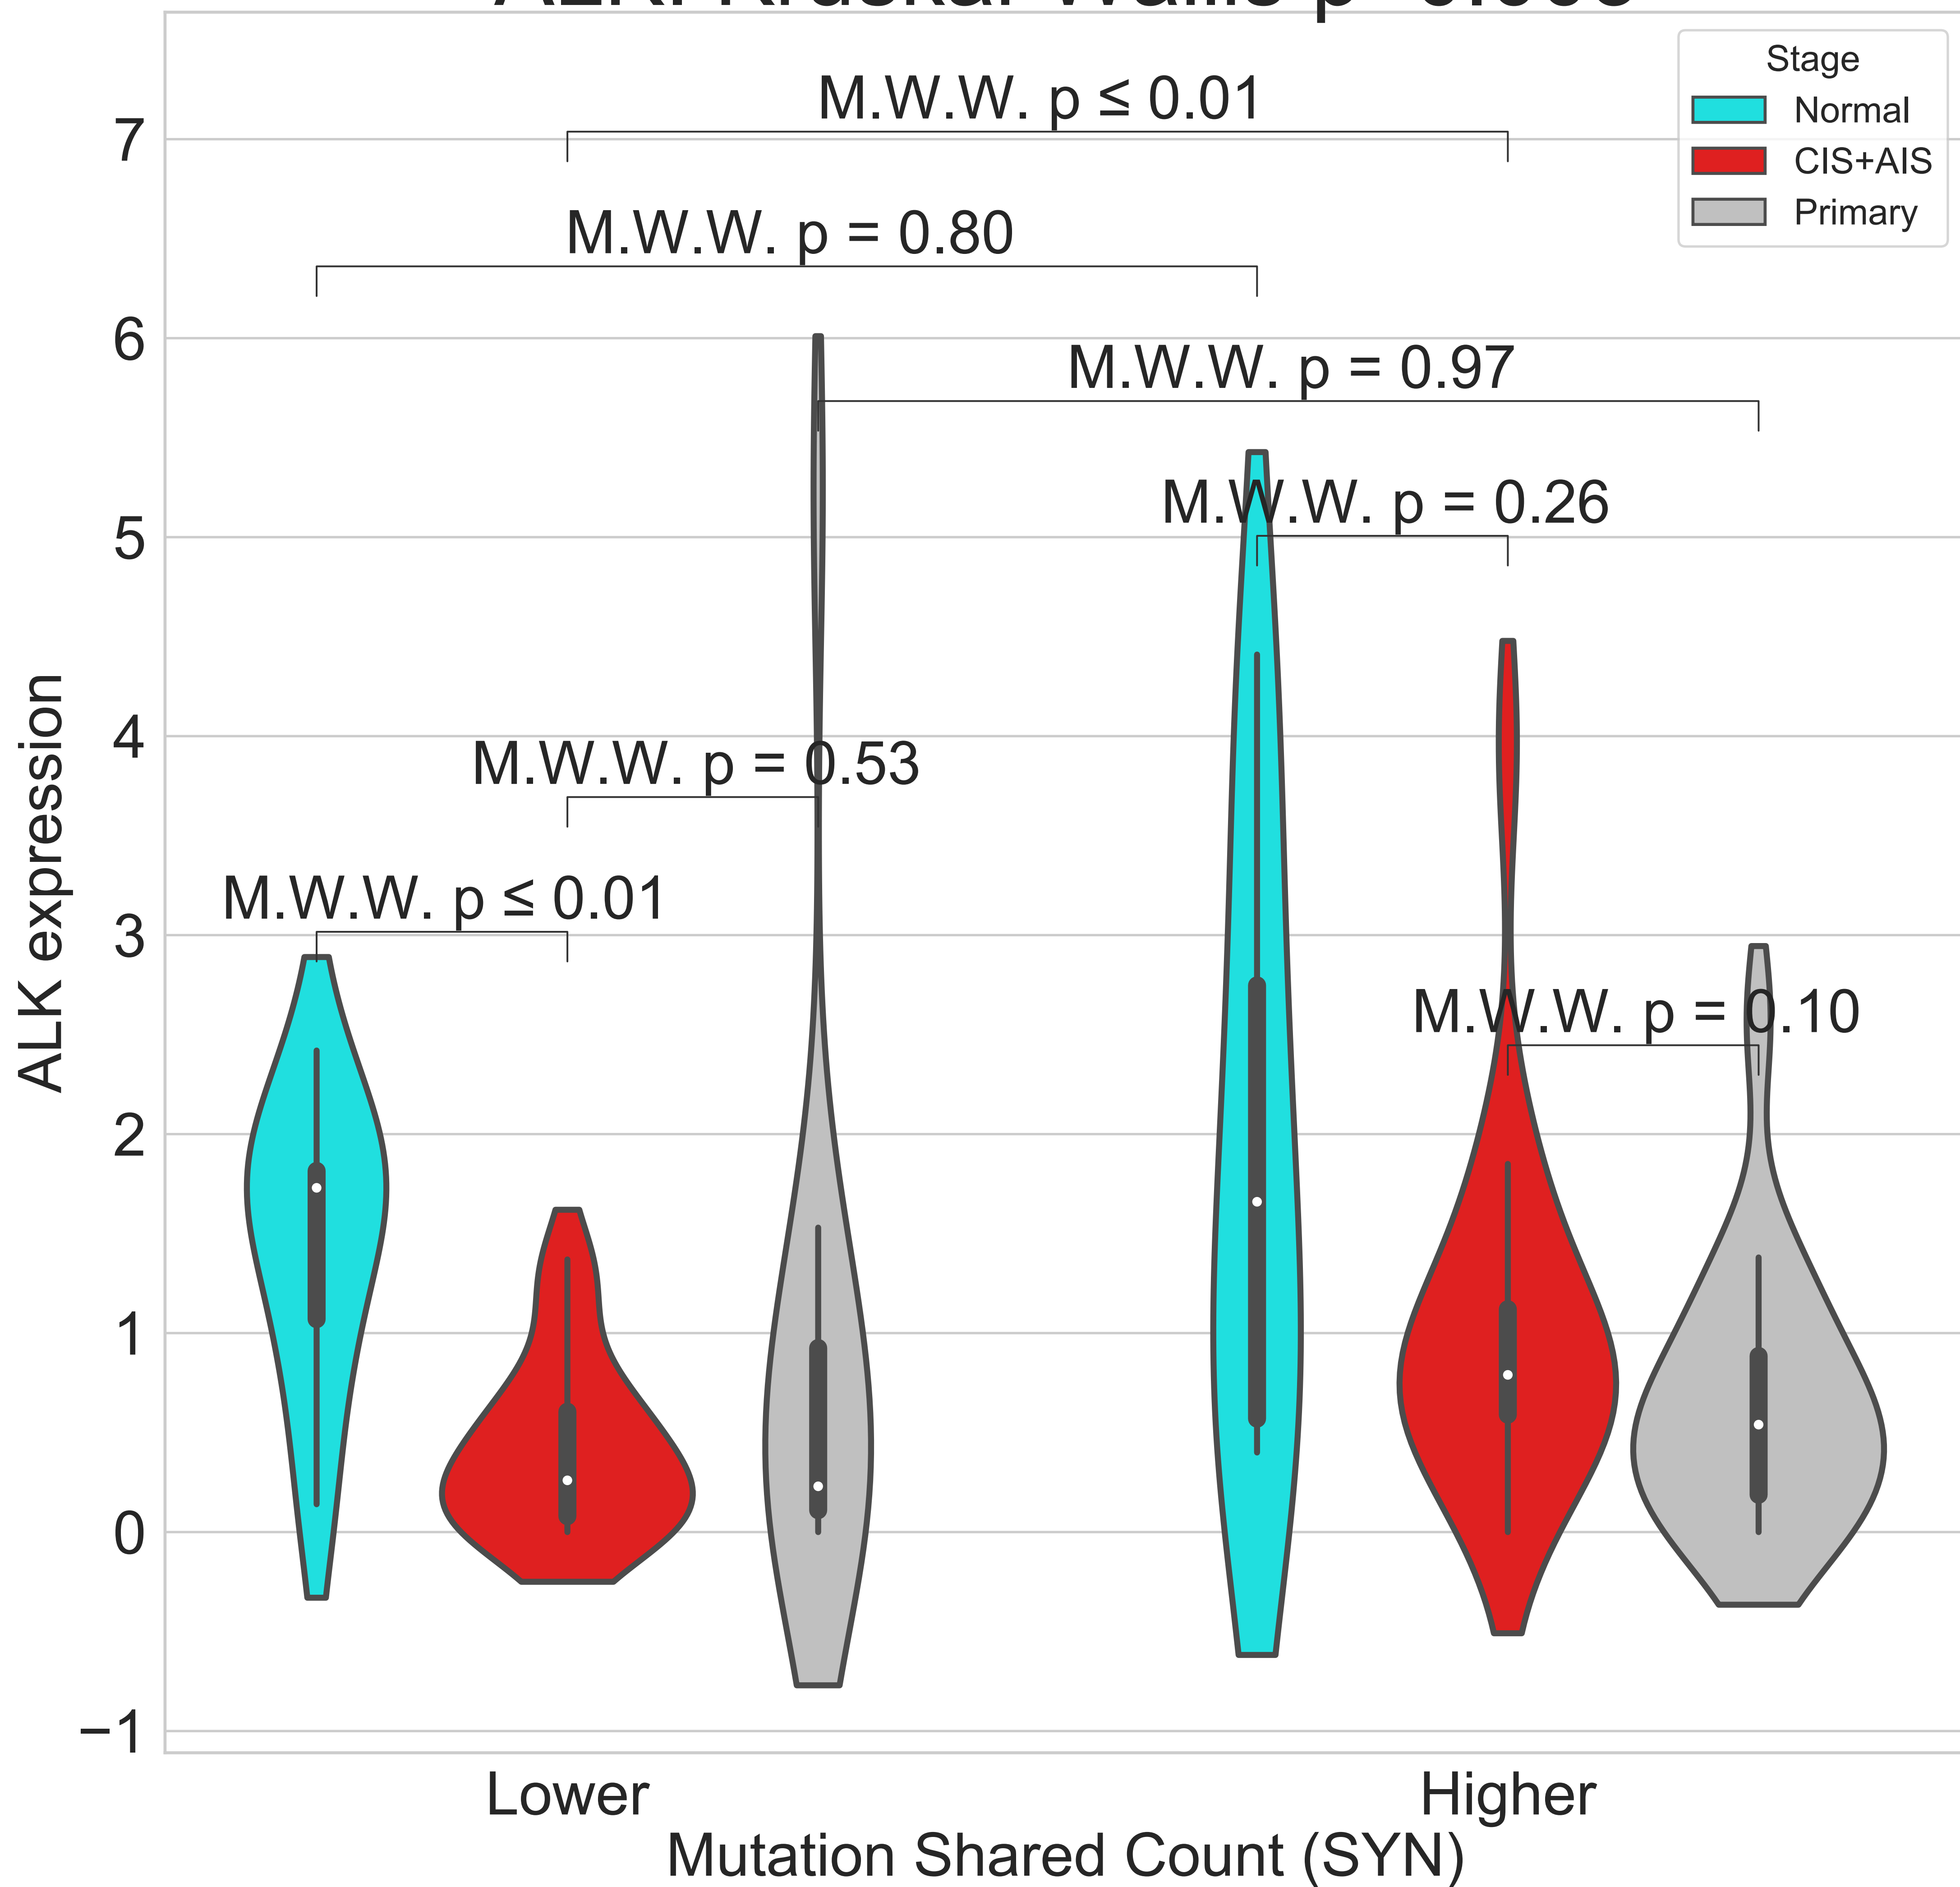 Stage
Normal
CIS+AIS
Primary
M.W.W. p ≤ 0.01
M.W.W. p = 0.80
M.W.W. p = 0.97
M.W.W. p = 0.26
M.W.W. p = 0.53
M.W.W. p ≤ 0.01
M.W.W. p = 0.10
7
6
5
4
3
2
1
0
−1
ALK expression
Lower
Higher
Mutation Shared Count (SYN)